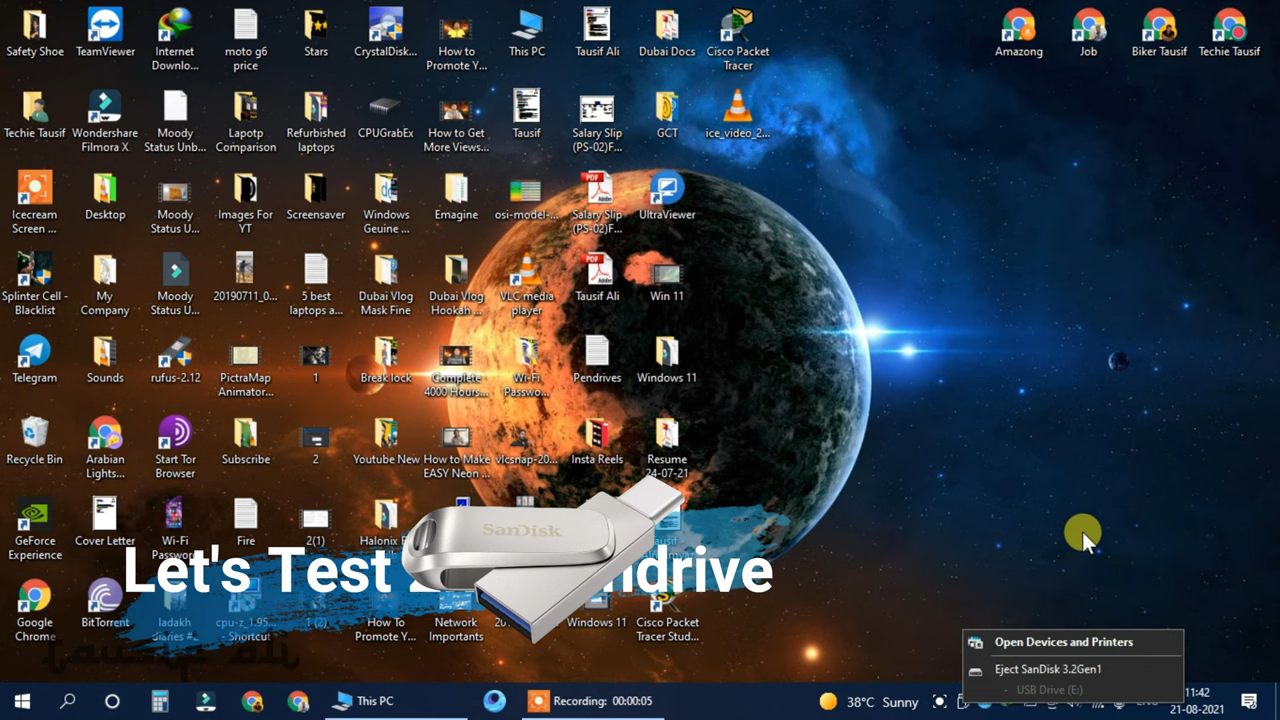 Safety Shoe
TeamViewer
Internet
Downlo...
moto g6
price
Stars
CrystalDisk...
How to
Promote Y...
This PC
Tausif Ali
Dubai Docs
Cisco Packet
Tracer
Amazong
Job
Biker Tausif
Techie Tausif
Techie Tausif
Wondershare
Filmora X
Moody
Status Unb...
Lapotp
Comparison
Refurbished
laptops
CPUGrabEx
How to Get
More Views...
Tausif
Salary Slip
(PS-02)F...
GCT
ice_video_2...
Icecream
Screen ...
Desktop
Moody
Status U...
Images For
YT
Screensaver
Windows
Geuine ...
Emagine
osi-model-...
Salary Slip
(PS-02)F...
UltraViewer
Splinter Cell -
Blacklist
My
Company
Moody
Status U...
20190711_0...
5 best
laptops a...
Dubai Vlog
Mask Fine
Dubai Vlog
Hookah ...
VLC media
player
Tausif Ali
Win 11
Telegram
Sounds
rufus-2.12
PictraMap
Animator...
1
Break lock
Complete
4000 Hours...
Wi-Fi
Passwo...
Pendrives
Windows 11
Recycle Bin
Arabian
Lights...
Start Tor
Browser
Subscribe
2
Youtube New
How to Make
EASY Neon ...
vlcsnap-20...
Insta Reels
Resume
24-07-21
GeForce
Experience
Cover Letter
Wi-Fi
Fire
2(1)
Halonix
SanDisk
Let's Test
Google
Chrome
BitTorrent
ladakh
diaries #2
cpu-z_1.95...
- Shortcut
How To
Promote Y...
Network
Importants
Windows 11
Cisco Packet
Tracer Stud...
Open Devices and Printers
Eject SanDisk 3.2Gen1
- USB Drive (E:)
This PC
Recording: 00:00:05
38°C Sunny
11:42
21-08-2021